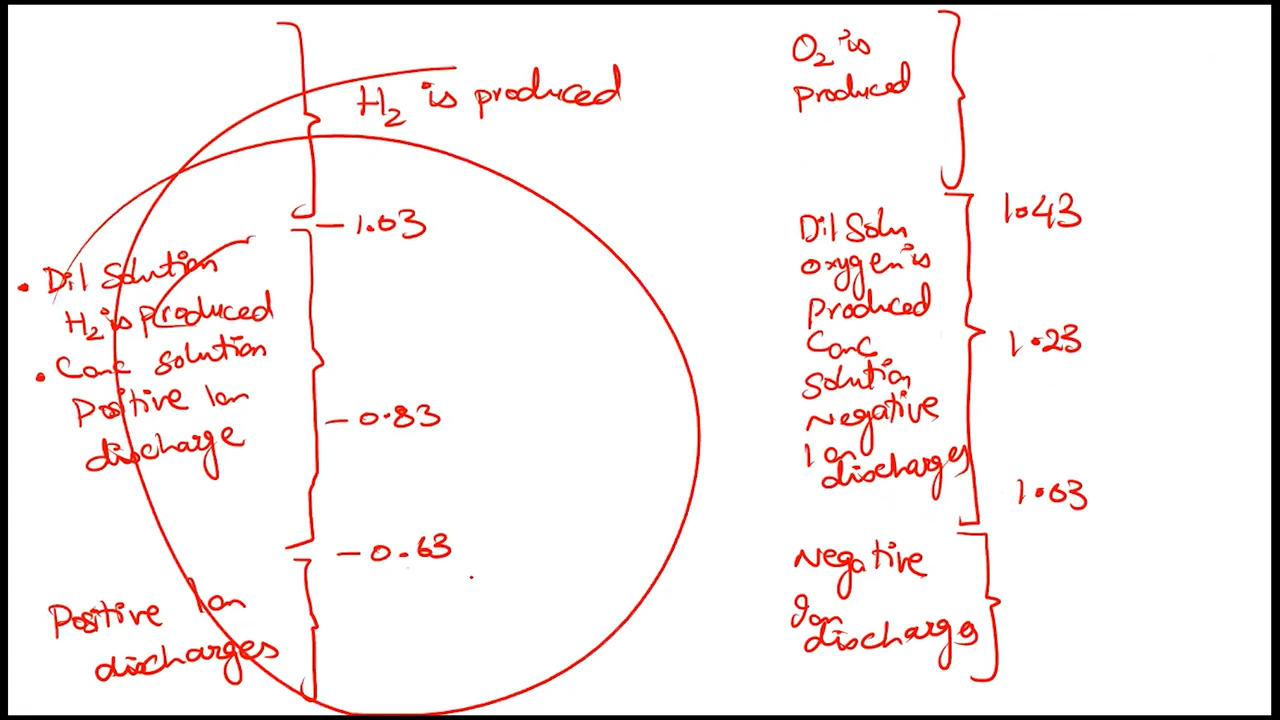 H₂ is produced
– 1.03
• Dil Solution
H₂ is produced
• Conc solution
Positive Ion
discharge
– 0.83
– 0.63
Positive Ion
discharges
O₂ is
produced
1.43
Dil Soln
oxygen is
produced
Conc
solution
Negative
Ion
discharges
1.23
1.03
Negative
Ion
discharge